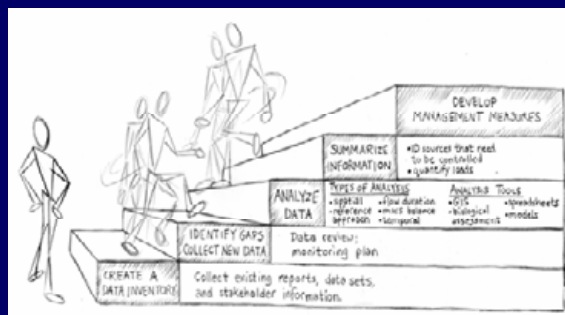 DEVELOP
MANAGEMENT MEASURES
SUMMARIZE
INFORMATION
•ID sources that need
to be controlled
•quantify loads
ANALYZE
DATA
TYPES OF ANALYSIS
•spatial •flow duration
•reference •mass balance
approach •temporal
ANALYSIS TOOLS
•GIS •spreadsheets
•biological •models
assessment
IDENTIFY GAPS
COLLECT NEW DATA
Data review;
monitoring plan
CREATE A
DATA INVENTORY
Collect existing reports, data sets,
and stakeholder information.